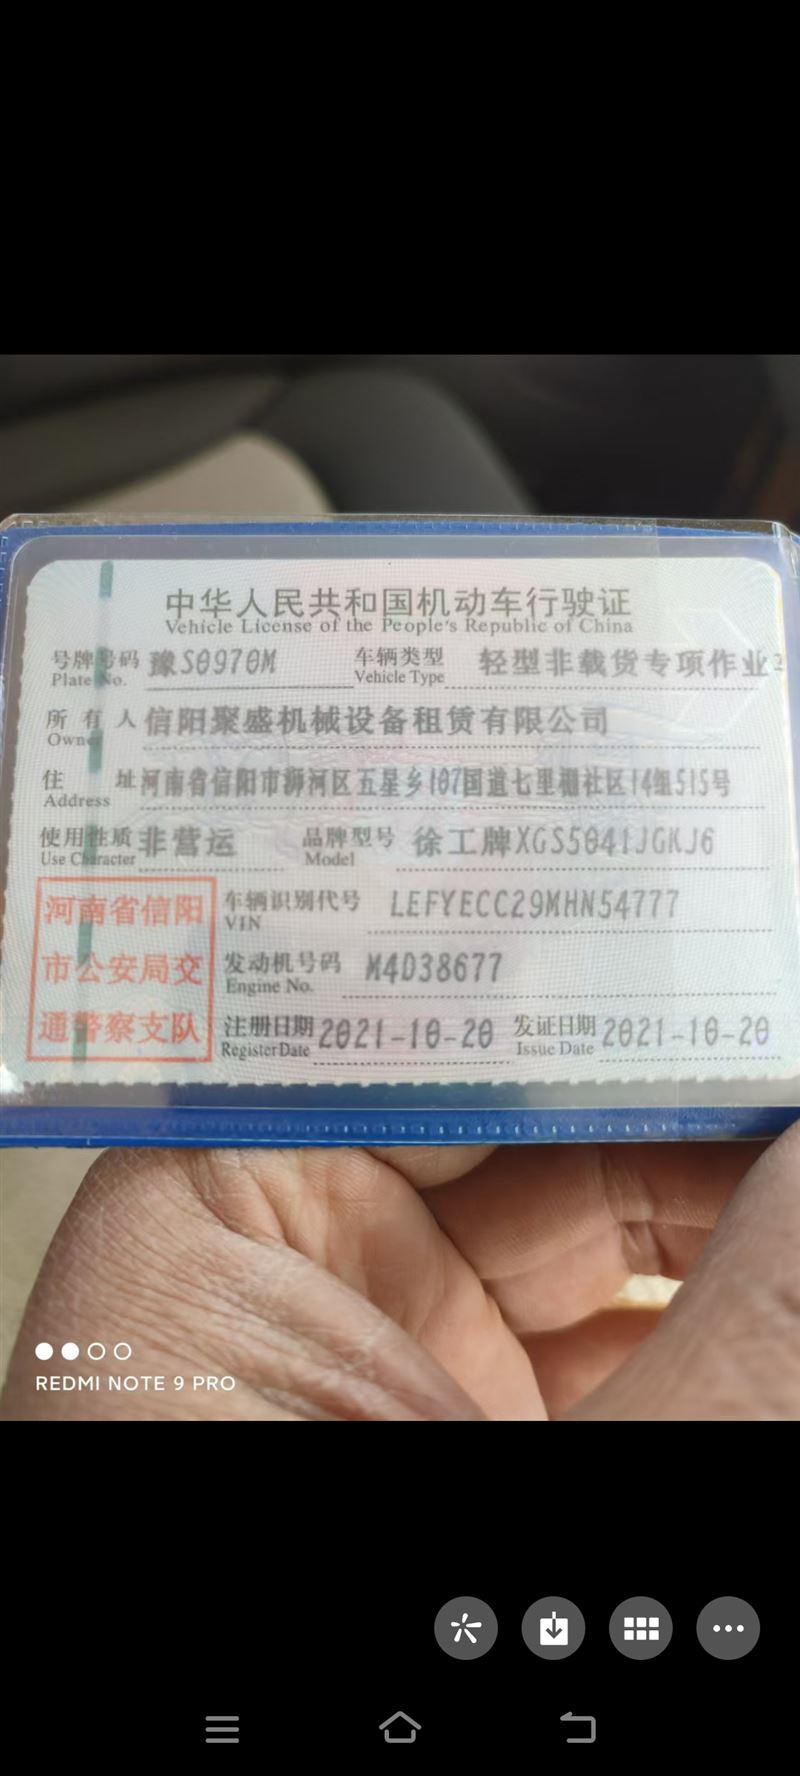 中华人民共和国机动车行驶证
Vehicle License of the People's Republic of China
号牌号码 豫S0970M 车辆类型 轻型非载货专项作业
Plate No. Vehicle Type
所有人 信阳聚盛机械设备租赁有限公司
Owner
住址 河南省信阳市浉河区五星乡107国道七里棚社区14组515号
Address
使用性质 非营运 品牌型号 徐工牌XGS5041JGKJ6
Use Character Model
河南省信阳
市公安局交
通警察支队
车辆识别代号 LEFYECC29MHN54777
VIN
发动机号码 M4D38677
Engine No.
注册日期 2021-10-20 发证日期 2021-10-20
Register Date Issue Date
REDMI NOTE 9 PRO